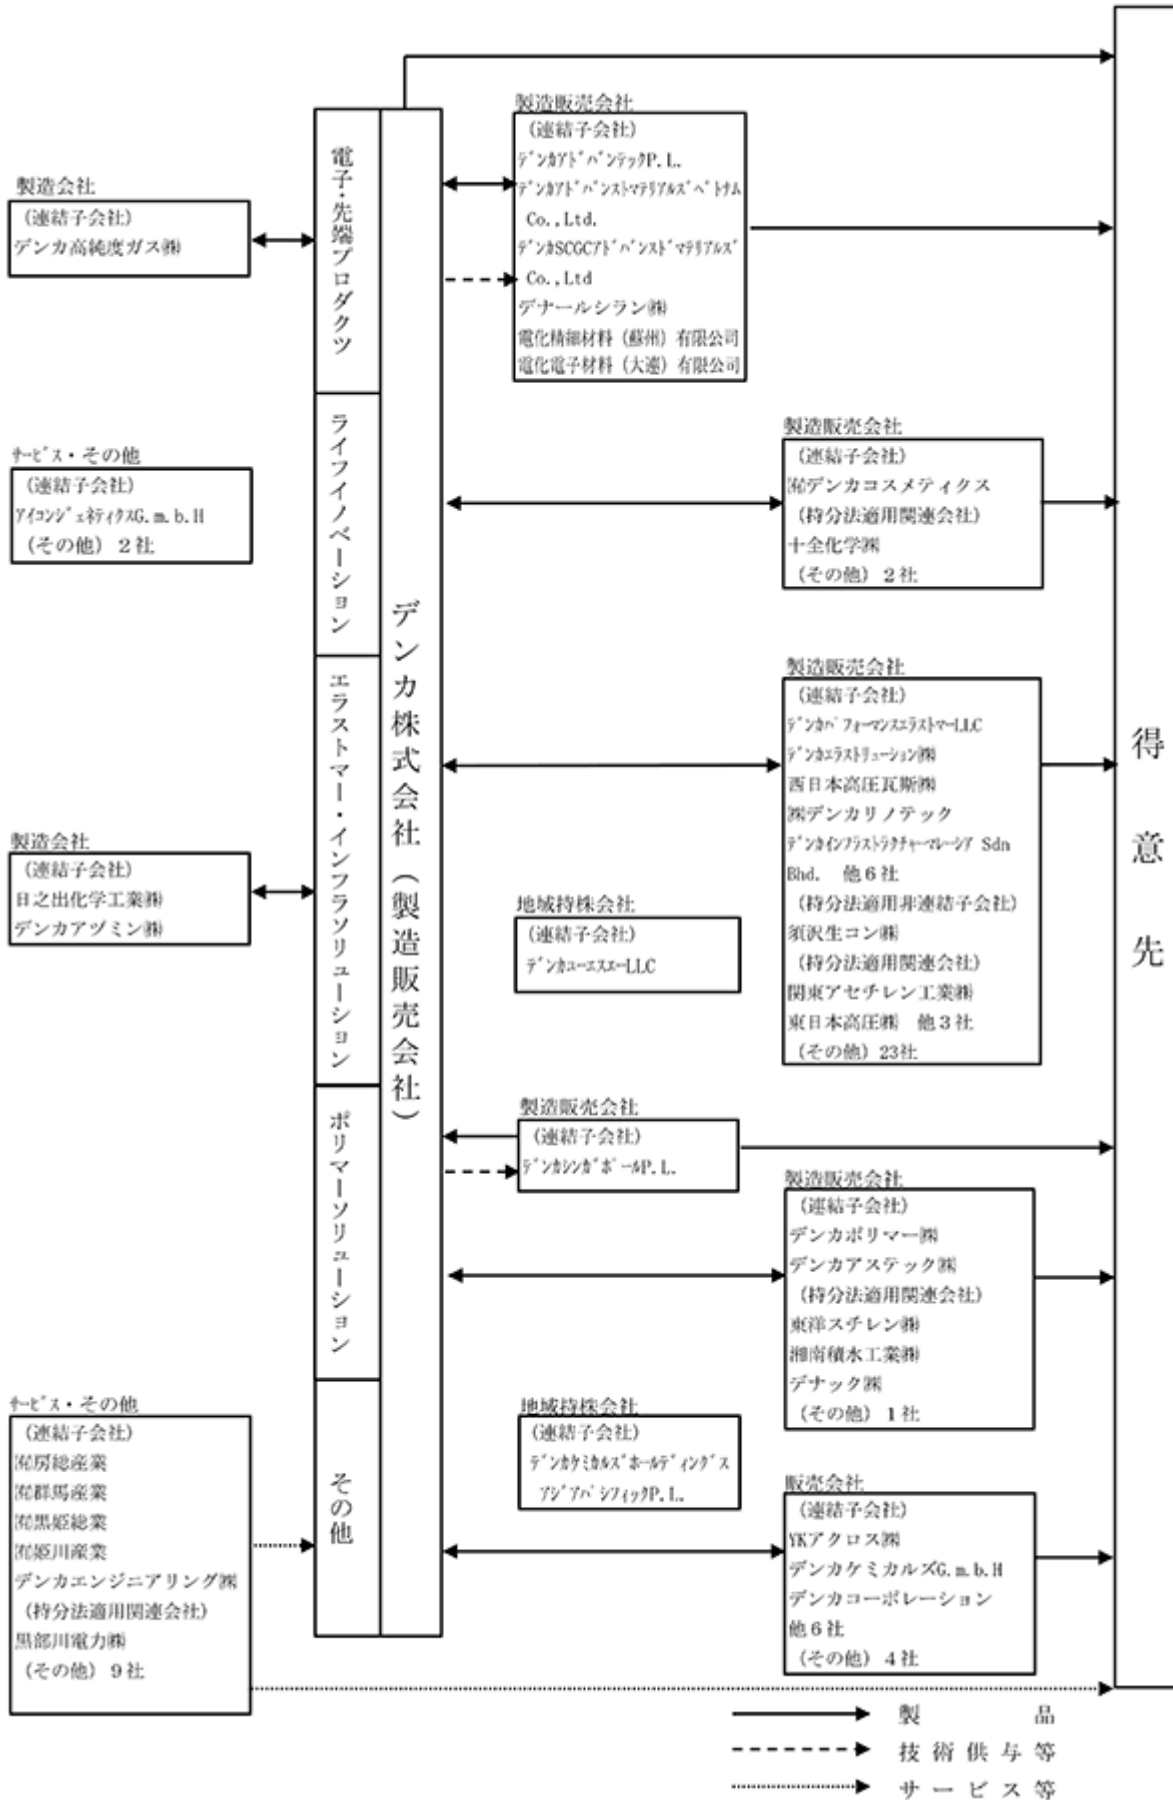 製造会社
（連結子会社）
デンカ高純度ガス㈱
サービス・その他
（連結子会社）
アイコンジェネティクスG.m.b.H
（その他）２社
製造会社
（連結子会社）
日之出化学工業㈱
デンカアヅミン㈱
サービス・その他
（連結子会社）
㈲房総産業
㈲群馬産業
㈲黒姫総業
㈲姫川産業
デンカエンジニアリング㈱
（持分法適用関連会社）
黒部川電力㈱
（その他）９社
電子・先端プロダクツ
ライフイノベーション
エラストマー・インフラソリューション
ポリマーソリューション
その他
デンカ株式会社（製造販売会社）
製造販売会社
（連結子会社）
デンカアドバンテックP.L.
デンカアドバンストマテリアルズベトナム
Co.,Ltd.
デンカSCGCアドバンストマテリアルズ
Co.,Ltd
デナールシラン㈱
電化精細材料（蘇州）有限公司
電化電子材料（大連）有限公司
製造販売会社
（連結子会社）
㈲デンカコスメティクス
（持分法適用関連会社）
十全化学㈱
（その他）２社
製造販売会社
（連結子会社）
デンカパフォーマンスエラストマーLLC
デンカエラストリューション㈱
西日本高圧瓦斯㈱
㈱デンカリノテック
デンカインフラストラクチャーマレーシア Sdn
Bhd.　他６社
（持分法適用非連結子会社）
須沢生コン㈱
（持分法適用関連会社）
関東アセチレン工業㈱
東日本高圧㈱　他３社
（その他）23社
地域持株会社
（連結子会社）
デンカユーエスエーLLC
製造販売会社
（連結子会社）
デンカシンガポールP.L.
製造販売会社
（連結子会社）
デンカポリマー㈱
デンカアステック㈱
（持分法適用関連会社）
東洋スチレン㈱
湘南積水工業㈱
デナック㈱
（その他）１社
地域持株会社
（連結子会社）
デンカケミカルズホールディングス
アジアパシフィックP.L.
販売会社
（連結子会社）
YKアクロス㈱
デンカケミカルズG.m.b.H
デンカコーポレーション
他６社
（その他）４社
得意先
製品
技術供与等
サービス等